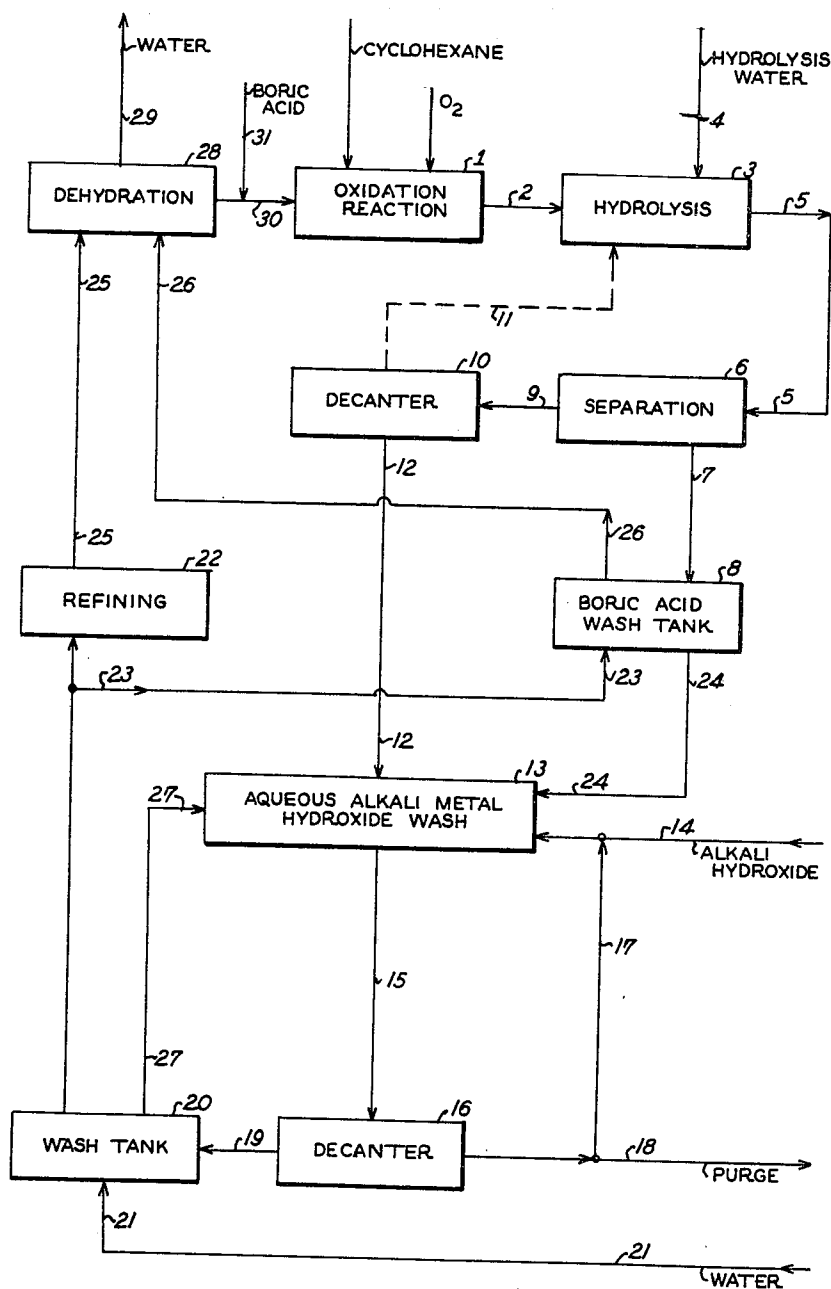 WATER
CYCLOHEXANE
HYDROLYSIS
WATER
BORIC
ACID
O2
29
31
4
28
1
3
DEHYDRATION
OXIDATION
REACTION
2
HYDROLYSIS
5
30
25
26
11
10
6
DECANTER
9
SEPARATION
5
12
7
25
26
22
8
REFINING
BORIC ACID
WASH TANK
23
23
24
12
13
27
AQUEOUS ALKALI METAL
HYDROXIDE WASH
24
14
ALKALI
HYDROXIDE
17
15
27
20
16
WASH TANK
19
DECANTER
18
PURGE
21
21
WATER